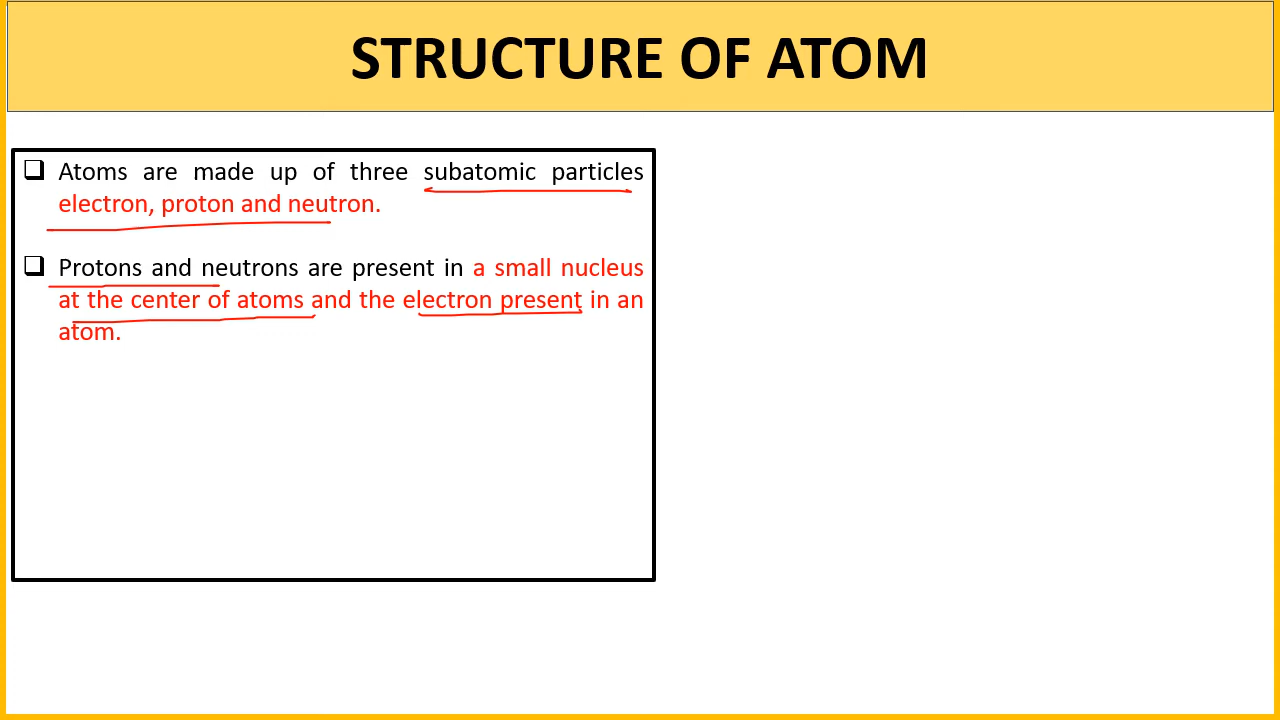 STRUCTURE OF ATOM
Atoms are made up of three subatomic particles
electron, proton and neutron.
Protons and neutrons are present in a small nucleus
at the center of atoms and the electron present in an
atom.